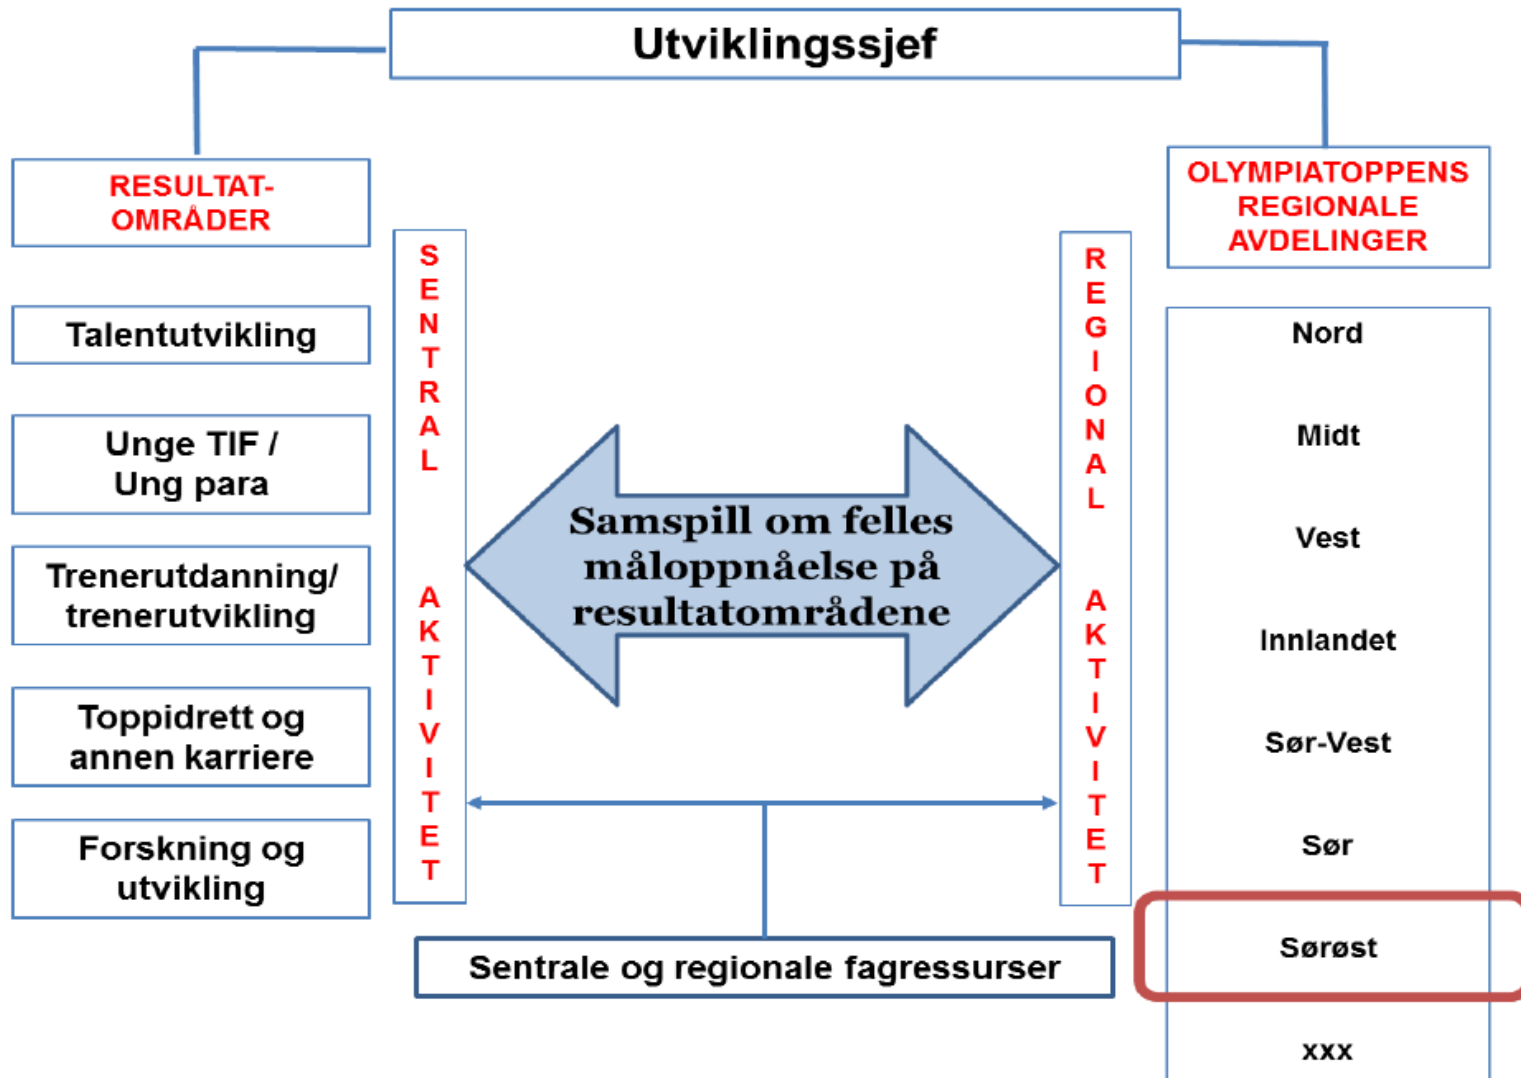 Utviklingssjef
RESULTAT-
OMRÅDER
Talentutvikling
Unge TIF /
Ung para
Trenerutdanning/
trenerutvikling
Toppidrett og
annen karriere
Forskning og
utvikling
SENTRAL AKTIVITET
Samspill om felles
måloppnåelse på
resultatområdene
Sentrale og regionale fagressurser
REGIONAL AKTIVITET
OLYMPIATOPPENS
REGIONALE
AVDELINGER
Nord
Midt
Vest
Innlandet
Sør-Vest
Sør
Sørøst
xxx